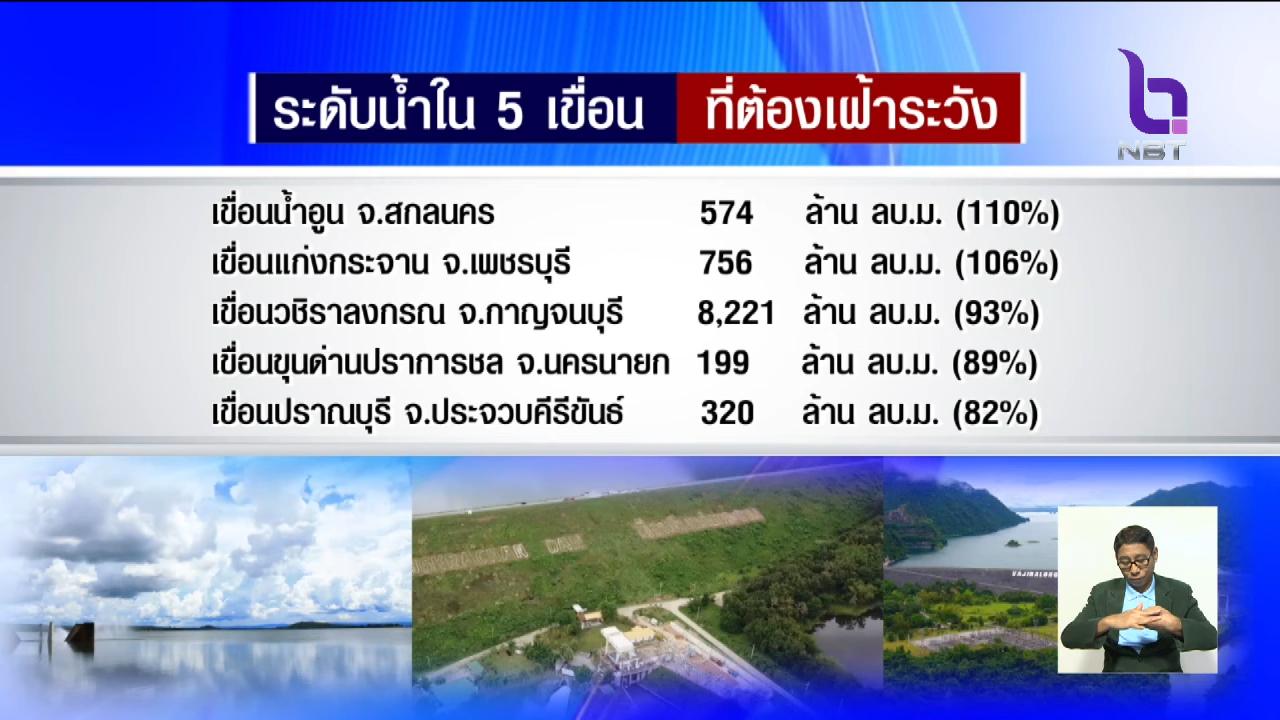 ระดับน้ำใน 5 เขื่อน ที่ต้องเฝ้าระวัง
NBT
เขื่อนน้ำอูน จ.สกลนคร 574 ล้าน ลบ.ม. (110%)
เขื่อนแก่งกระจาน จ.เพชรบุรี 756 ล้าน ลบ.ม. (106%)
เขื่อนวชิราลงกรณ จ.กาญจนบุรี 8,221 ล้าน ลบ.ม. (93%)
เขื่อนขุนด่านปราการชล จ.นครนายก 199 ล้าน ลบ.ม. (89%)
เขื่อนปราณบุรี จ.ประจวบคีรีขันธ์ 320 ล้าน ลบ.ม. (82%)